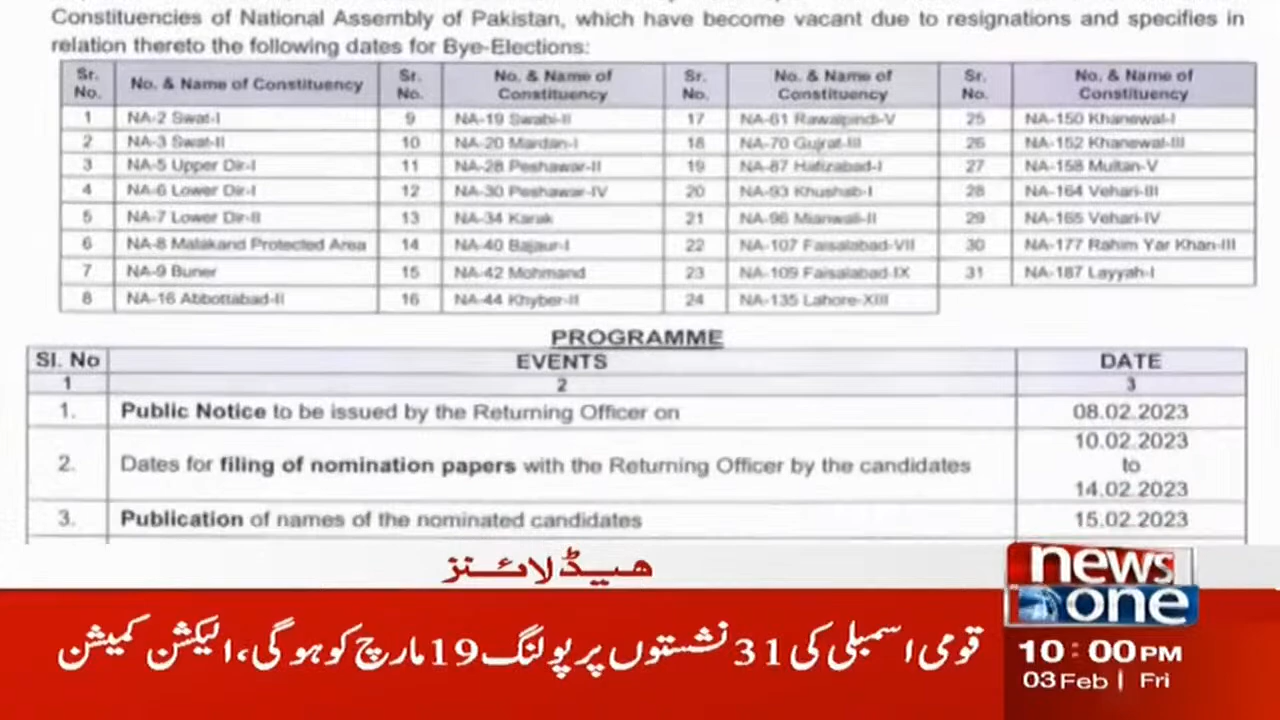 Constituencies of National Assembly of Pakistan, which have become vacant due to resignations and specifies in
relation thereto the following dates for Bye-Elections:
Sr. No. No. & Name of Constituency Sr. No. No. & Name of Constituency Sr. No. No. & Name of Constituency Sr. No. No. & Name of Constituency
1 NA-2 Swat-I 9 NA-19 Swabi-II 17 NA-61 Rawalpindi-V 25 NA-150 Khanewal-I
2 NA-3 Swat-II 10 NA-20 Mardan-I 18 NA-70 Gujrat-III 26 NA-152 Khanewal-III
3 NA-5 Upper Dir-I 11 NA-28 Peshawar-II 19 NA-87 Hafizabad-I 27 NA-158 Multan-V
4 NA-6 Lower Dir-I 12 NA-30 Peshawar-IV 20 NA-93 Khushab-I 28 NA-164 Vehari-III
5 NA-7 Lower Dir-II 13 NA-34 Karak 21 NA-96 Mianwali-II 29 NA-165 Vehari-IV
6 NA-8 Malakand Protected Area 14 NA-40 Bajaur-I 22 NA-107 Faisalabad-VII 30 NA-177 Rahim Yar Khan-III
7 NA-9 Buner 15 NA-42 Mohmand 23 NA-109 Faisalabad-IX 31 NA-187 Layyah-I
8 NA-16 Abbottabad-II 16 NA-44 Khyber-II 24 NA-135 Lahore-XIII
PROGRAMME
SI. No EVENTS DATE
1 2 3
1. Public Notice to be issued by the Returning Officer on 08.02.2023
2. Dates for filing of nomination papers with the Returning Officer by the candidates 10.02.2023 to 14.02.2023
3. Publication of names of the nominated candidates 15.02.2023
ہیڈلائنز
قومی اسمبلی کی 31 نشستوں پر پولنگ 19 مارچ کو ہوگی، الیکشن کمیشن
news
one
10:00PM
03 Feb | Fri